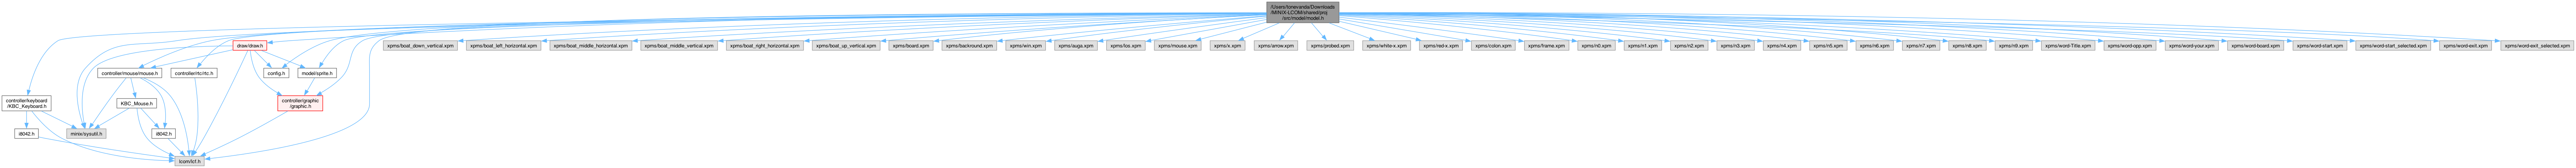 /Users/tonevanda/Downloads
/MINIX-LCOM/shared/proj
/src/model/model.h
draw/draw.h
xpms/boat_down_vertical.xpm
xpms/boat_left_horizontal.xpm
xpms/boat_middle_horizontal.xpm
xpms/boat_middle_vertical.xpm
xpms/boat_right_horizontal.xpm
xpms/boat_up_vertical.xpm
xpms/board.xpm
xpms/backround.xpm
xpms/win.xpm
xpms/auga.xpm
xpms/los.xpm
xpms/mouse.xpm
xpms/x.xpm
xpms/arrow.xpm
xpms/probed.xpm
xpms/white-x.xpm
xpms/red-x.xpm
xpms/colon.xpm
xpms/frame.xpm
xpms/n0.xpm
xpms/n1.xpm
xpms/n2.xpm
xpms/n3.xpm
xpms/n4.xpm
xpms/n5.xpm
xpms/n6.xpm
xpms/n7.xpm
xpms/n8.xpm
xpms/n9.xpm
xpms/word-Title.xpm
xpms/word-opp.xpm
xpms/word-your.xpm
xpms/word-board.xpm
xpms/word-start.xpm
xpms/word-start_selected.xpm
xpms/word-exit.xpm
xpms/word-exit_selected.xpm
controller/mouse/mouse.h
controller/rtc/rtc.h
config.h
model/sprite.h
controller/keyboard
/KBC_Keyboard.h
KBC_Mouse.h
controller/graphic
/graphic.h
i8042.h
minix/sysutil.h
i8042.h
lcom/lcf.h